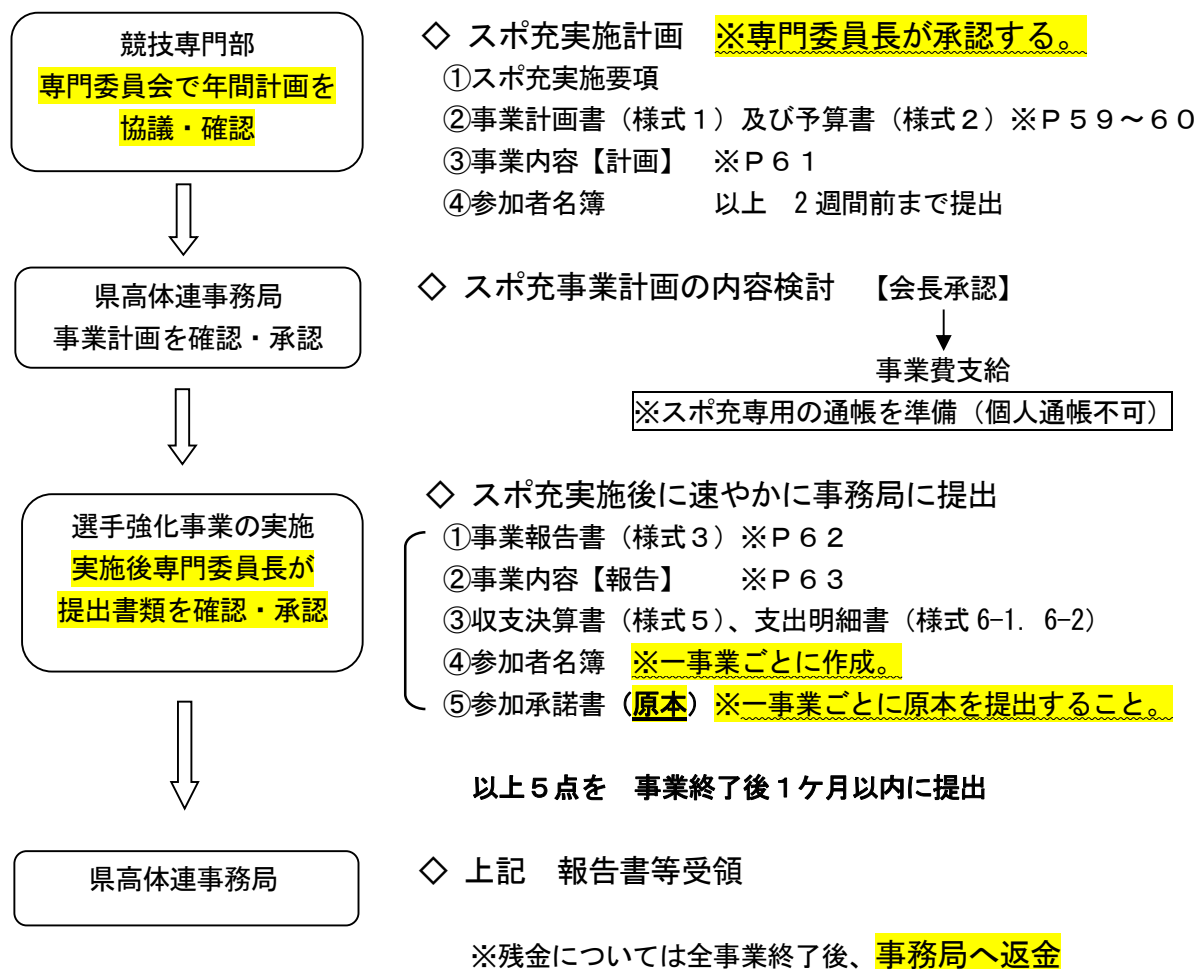 競技専門部
専門委員会で年間計画を
協議・確認
◇ スポ充実施計画　※専門委員長が承認する。
①スポ充実施要項
②事業計画書（様式１）及び予算書（様式２）※Ｐ５９～６０
③事業内容【計画】　※Ｐ６１
④参加者名簿　　　　以上　2 週間前まで提出
県高体連事務局
事業計画を確認・承認
◇ スポ充事業計画の内容検討　【会長承認】
事業費支給
※スポ充専用の通帳を準備（個人通帳不可）
選手強化事業の実施
実施後専門委員長が
提出書類を確認・承認
◇ スポ充実施後に速やかに事務局に提出
①事業報告書（様式３）※Ｐ６２
②事業内容【報告】　　※Ｐ６３
③収支決算書（様式５）、支出明細書（様式 6-1. 6-2）
④参加者名簿　※一事業ごとに作成。
⑤参加承諾書（原本）※一事業ごとに原本を提出すること。
以上５点を　事業終了後１ケ月以内に提出
県高体連事務局
◇ 上記　報告書等受領
※残金については全事業終了後、事務局へ返金